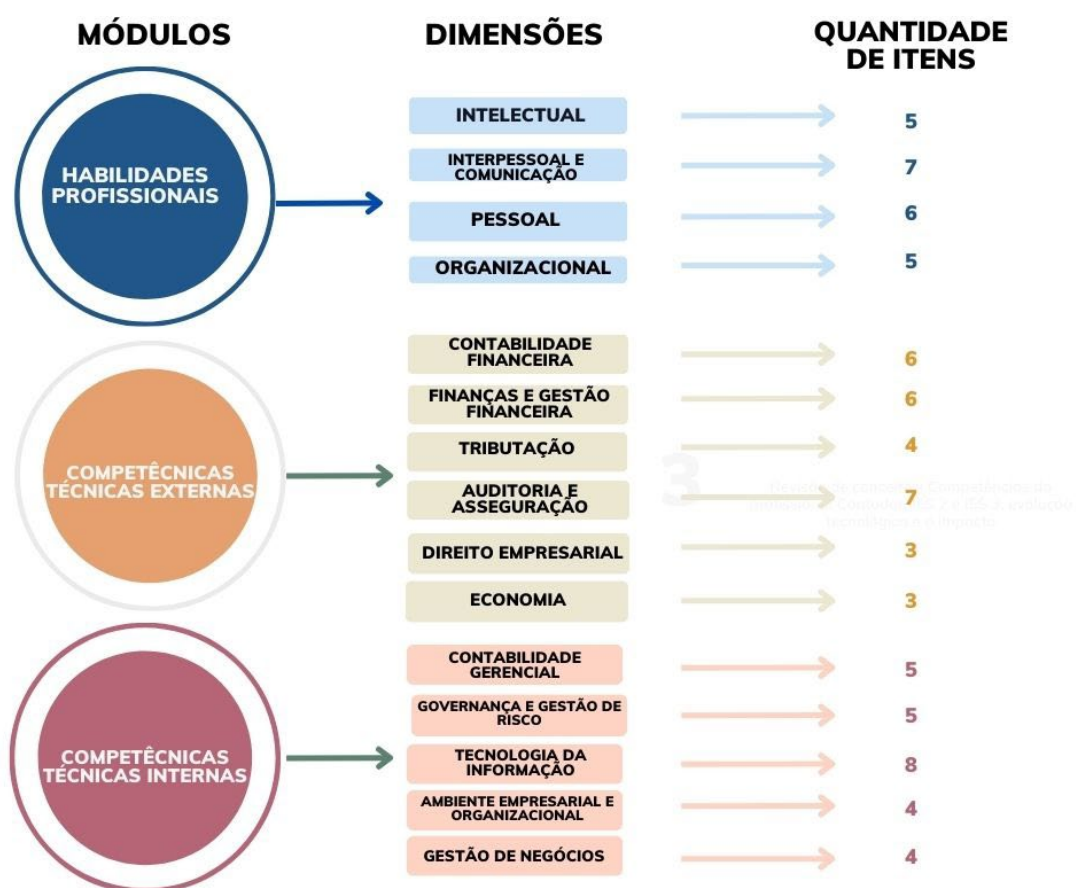 MÓDULOS
DIMENSÕES
QUANTIDADE
DE ITENS
HABILIDADES
PROFISSIONAIS
INTELECTUAL
5
INTERPESSOAL E
COMUNICAÇÃO
7
PESSOAL
6
ORGANIZACIONAL
5
COMPETÊCNICAS
TÉCNICAS EXTERNAS
CONTABILIDADE
FINANCEIRA
6
FINANÇAS E GESTÃO
FINANCEIRA
6
TRIBUTAÇÃO
4
3
AUDITORIA E
ASSEGURAÇÃO
7
DIREITO EMPRESARIAL
3
ECONOMIA
3
COMPETÊCNICAS
TÉCNICAS INTERNAS
CONTABILIDADE
GERENCIAL
5
GOVERNANÇA E GESTÃO DE
RISCO
5
TECNOLOGIA DA
INFORMAÇÃO
8
AMBIENTE EMPRESARIAL E
ORGANIZACIONAL
4
GESTÃO DE NEGÓCIOS
4